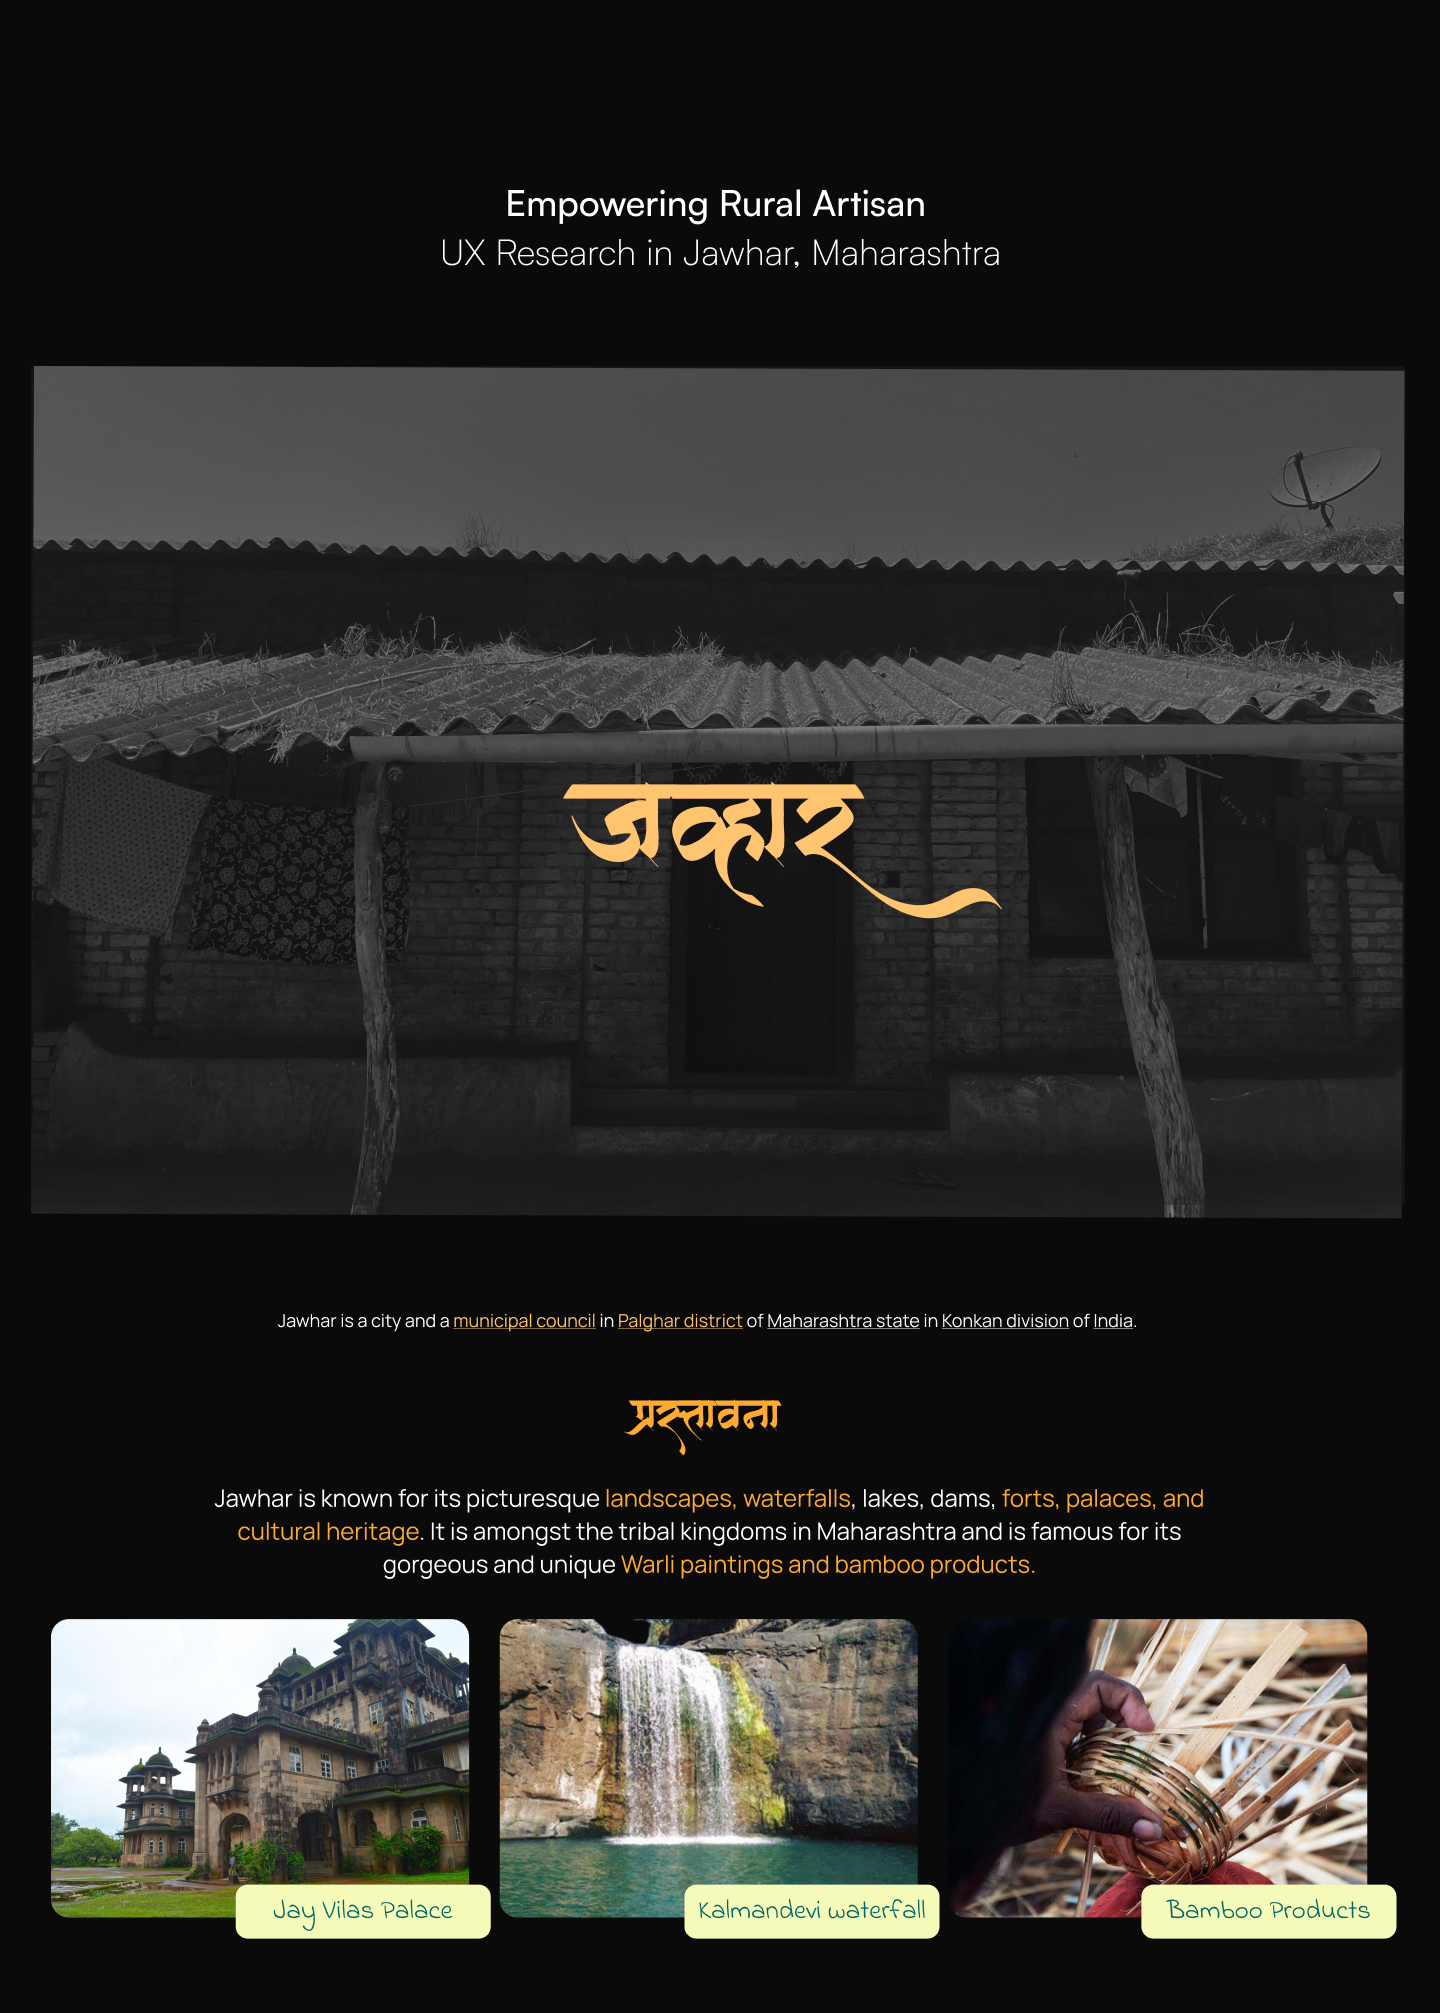 Empowering Rural Artisan
UX Research in Jawhar, Maharashtra
जव्हार
Jawhar is a city and a municipal council in Palghar district of Maharashtra state in Konkan division of India.
प्रस्तावना
Jawhar is known for its picturesque landscapes, waterfalls, lakes, dams, forts, palaces, and
cultural heritage. It is amongst the tribal kingdoms in Maharashtra and is famous for its
gorgeous and unique Warli paintings and bamboo products.
Jay Vilas Palace
Kalmandevi waterfall
Bamboo Products